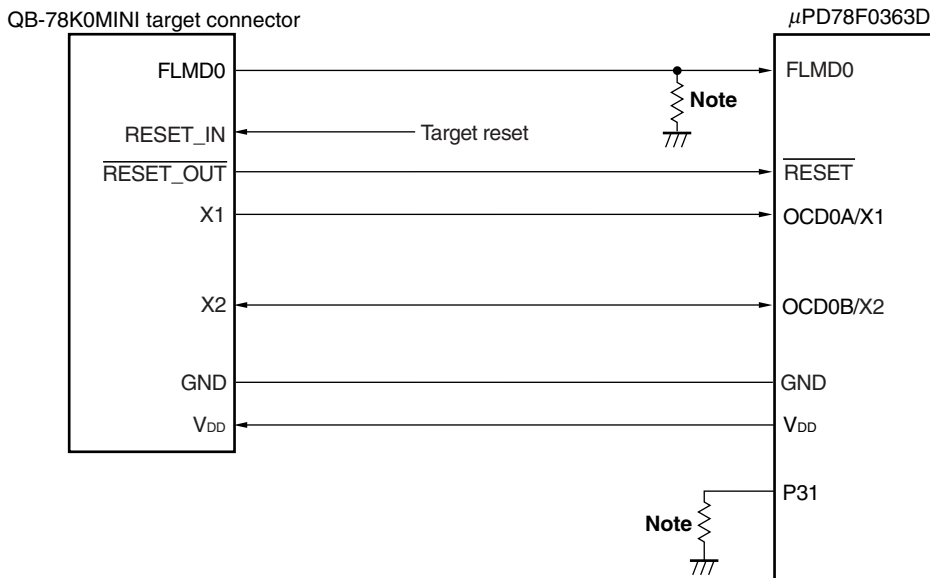 QB-78K0MINI target connector
μPD78F0363D
FLMD0
FLMD0
Note
RESET_IN
Target reset
RESET_OUT
RESET
X1
OCD0A/X1
X2
OCD0B/X2
GND
GND
VDD
VDD
P31
Note